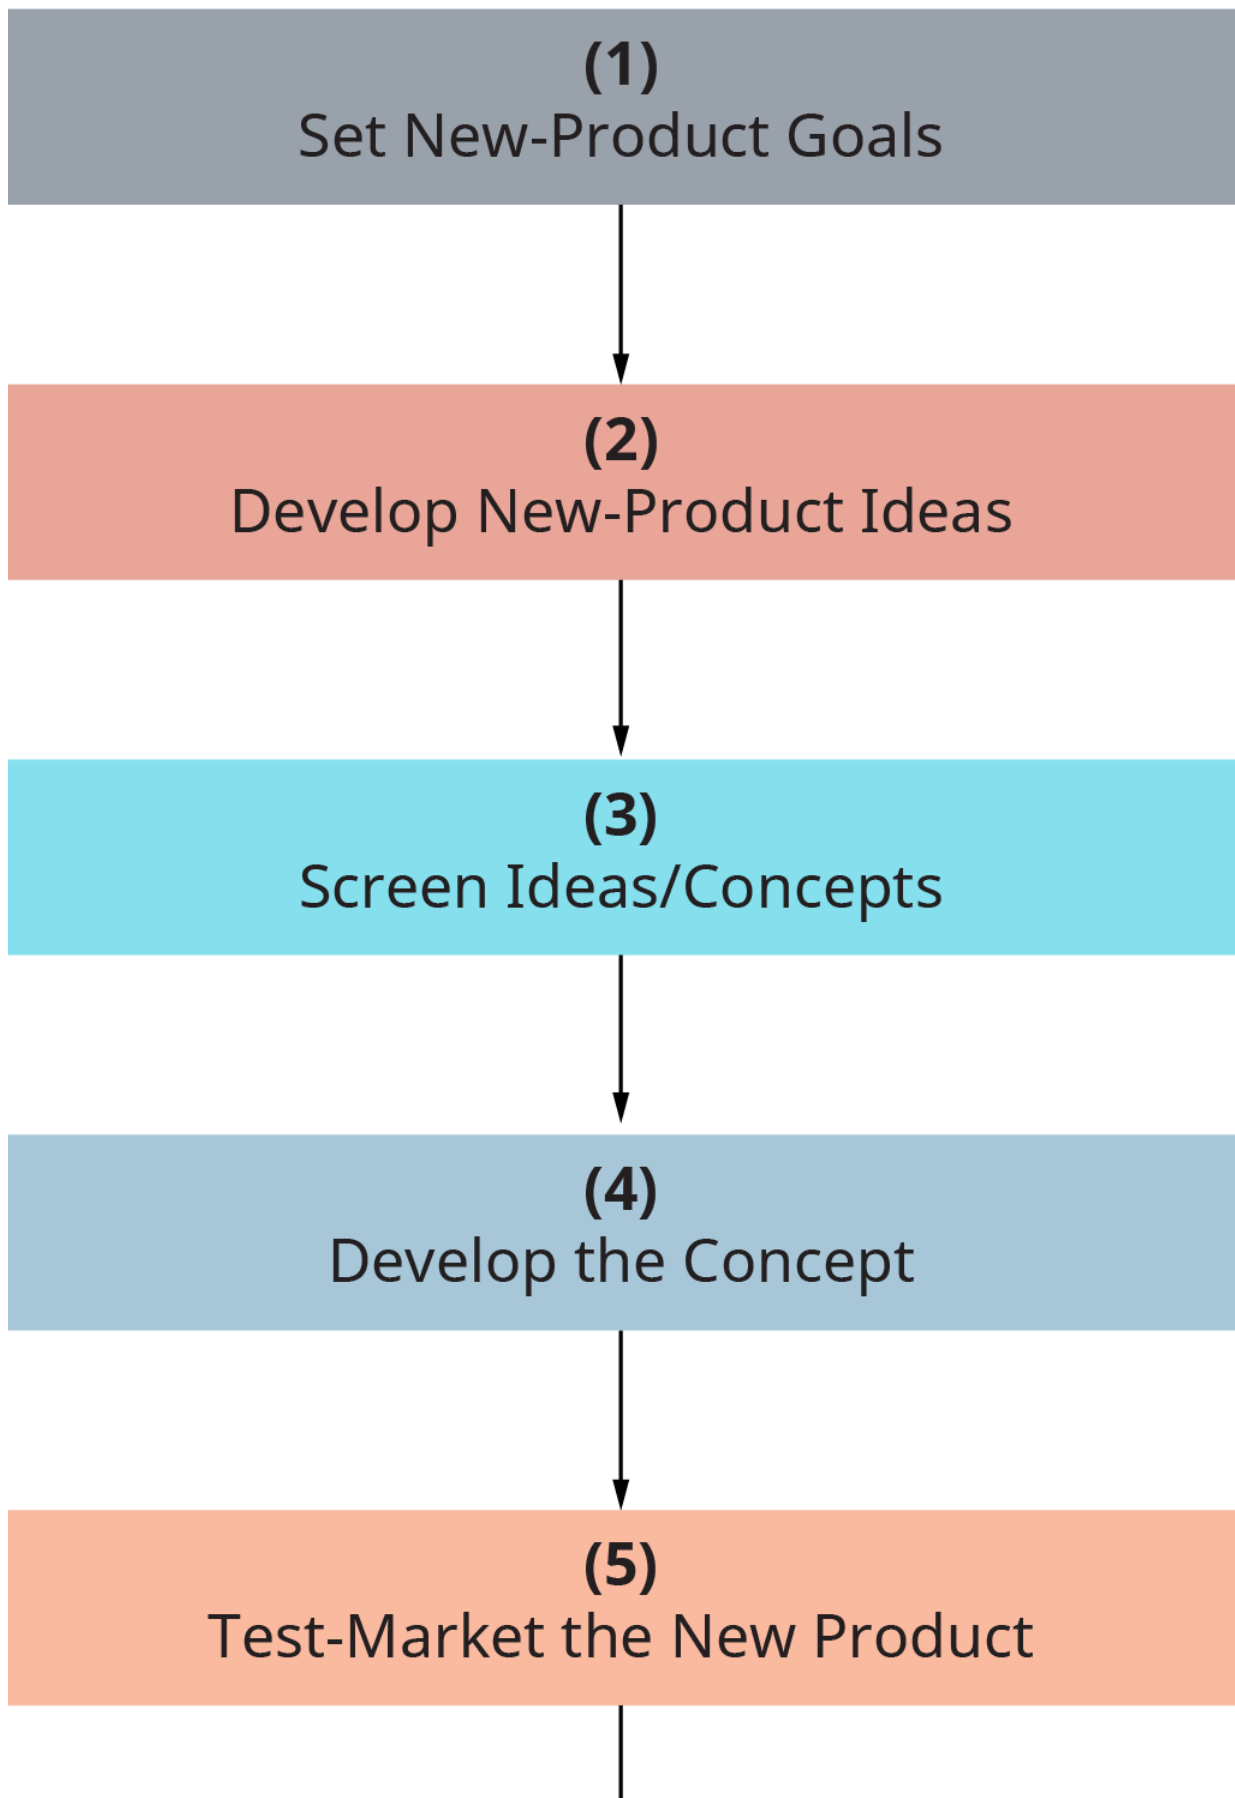 (1)
Set New-Product Goals
(2)
Develop New-Product Ideas
(3)
Screen Ideas/Concepts
(4)
Develop the Concept
(5)
Test-Market the New Product